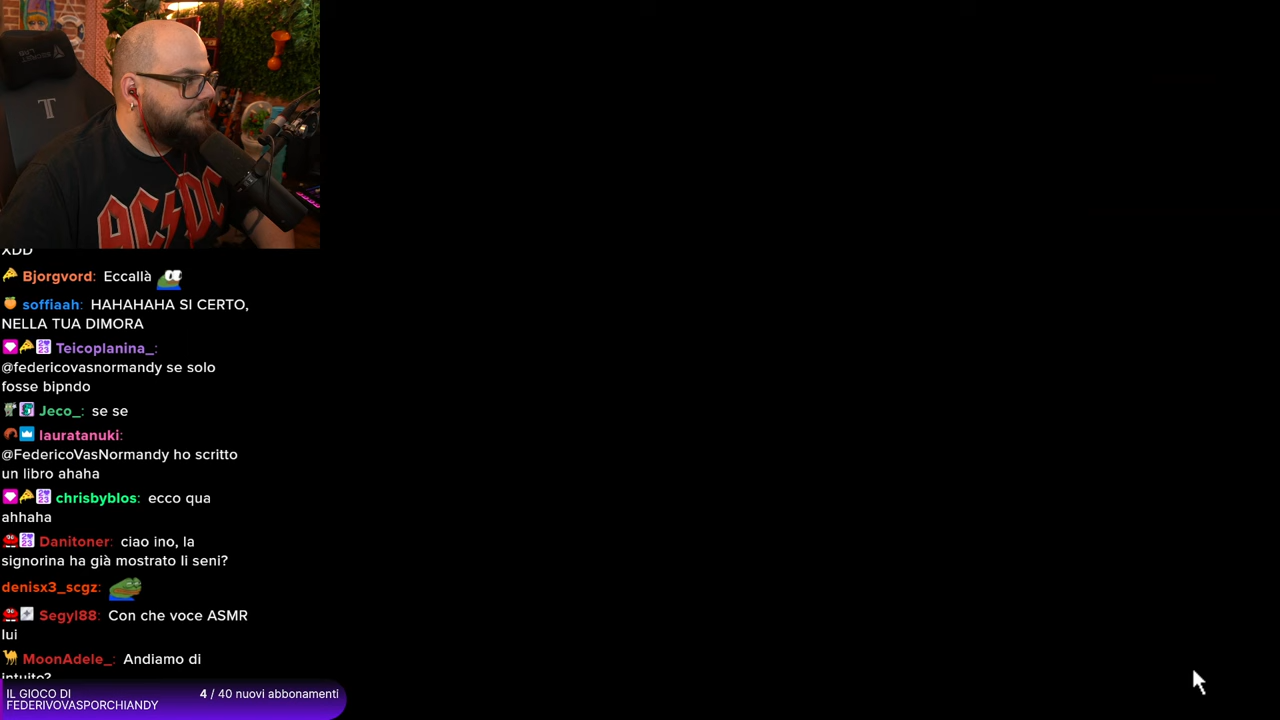 AC/DC
XDD
Bjorgvord: Eccallà
soffiaah: HAHAHAHA SI CERTO,
NELLA TUA DIMORA
Teicoplanina_:
@federicovasnormandy se solo
fosse bipndo
Jeco_: se se
lauratanuki:
@FedericoVasNormandy ho scritto
un libro ahaha
chrisbyblos: ecco qua
ahhaha
Danitoner: ciao ino, la
signorina ha già mostrato li seni?
denisx3_scgz:
Segyl88: Con che voce ASMR
lui
MoonAdele_: Andiamo di
intuito?
IL GIOCO DI
FEDERIVOVASPORCHIANDY
4 / 40 nuovi abbonamenti